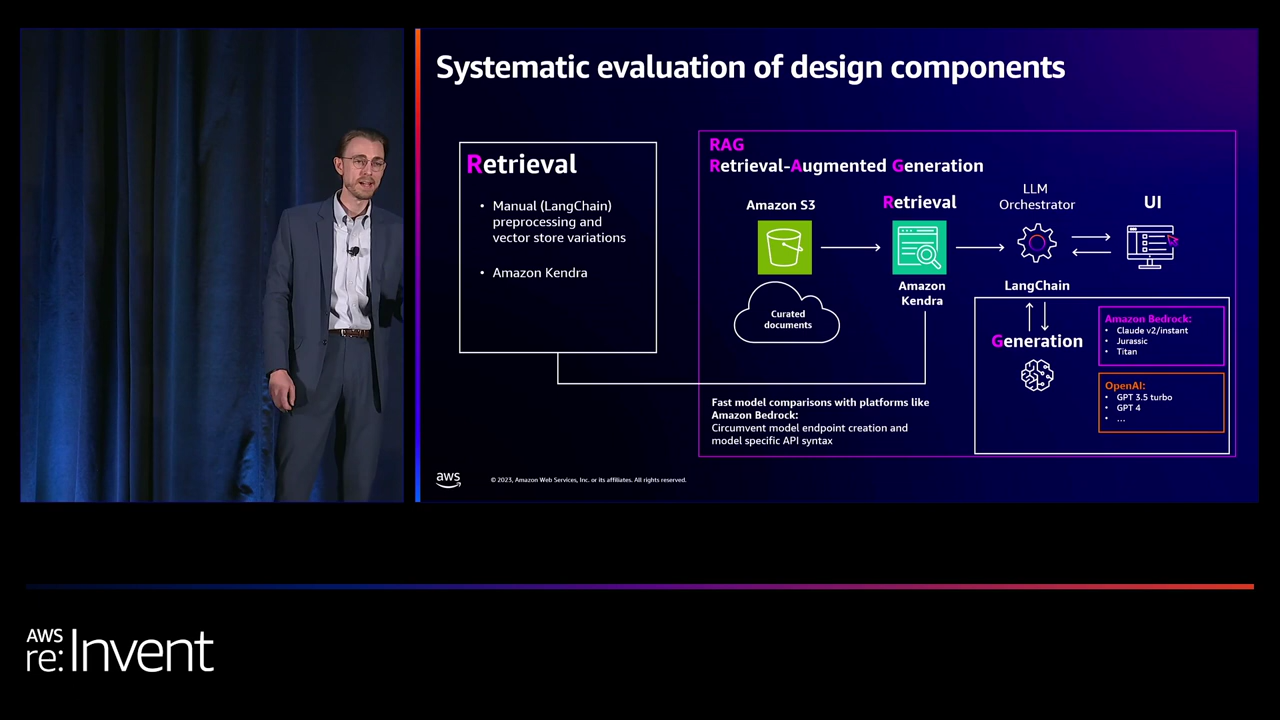 Systematic evaluation of design components
Retrieval
• Manual (LangChain)
preprocessing and
vector store variations
• Amazon Kendra
RAG
Retrieval-Augmented Generation
Amazon S3
Retrieval
LLM
Orchestrator
UI
Amazon
Kendra
LangChain
Curated
documents
Generation
Amazon Bedrock:
• Claude v2/instant
• Jurassic
• Titan
OpenAI:
• GPT 3.5 turbo
• GPT 4
• ...
Fast model comparisons with platforms like
Amazon Bedrock:
Circumvent model endpoint creation and
model specific API syntax
aws
© 2023, Amazon Web Services, Inc. or its affiliates. All rights reserved.
AWS
re:Invent